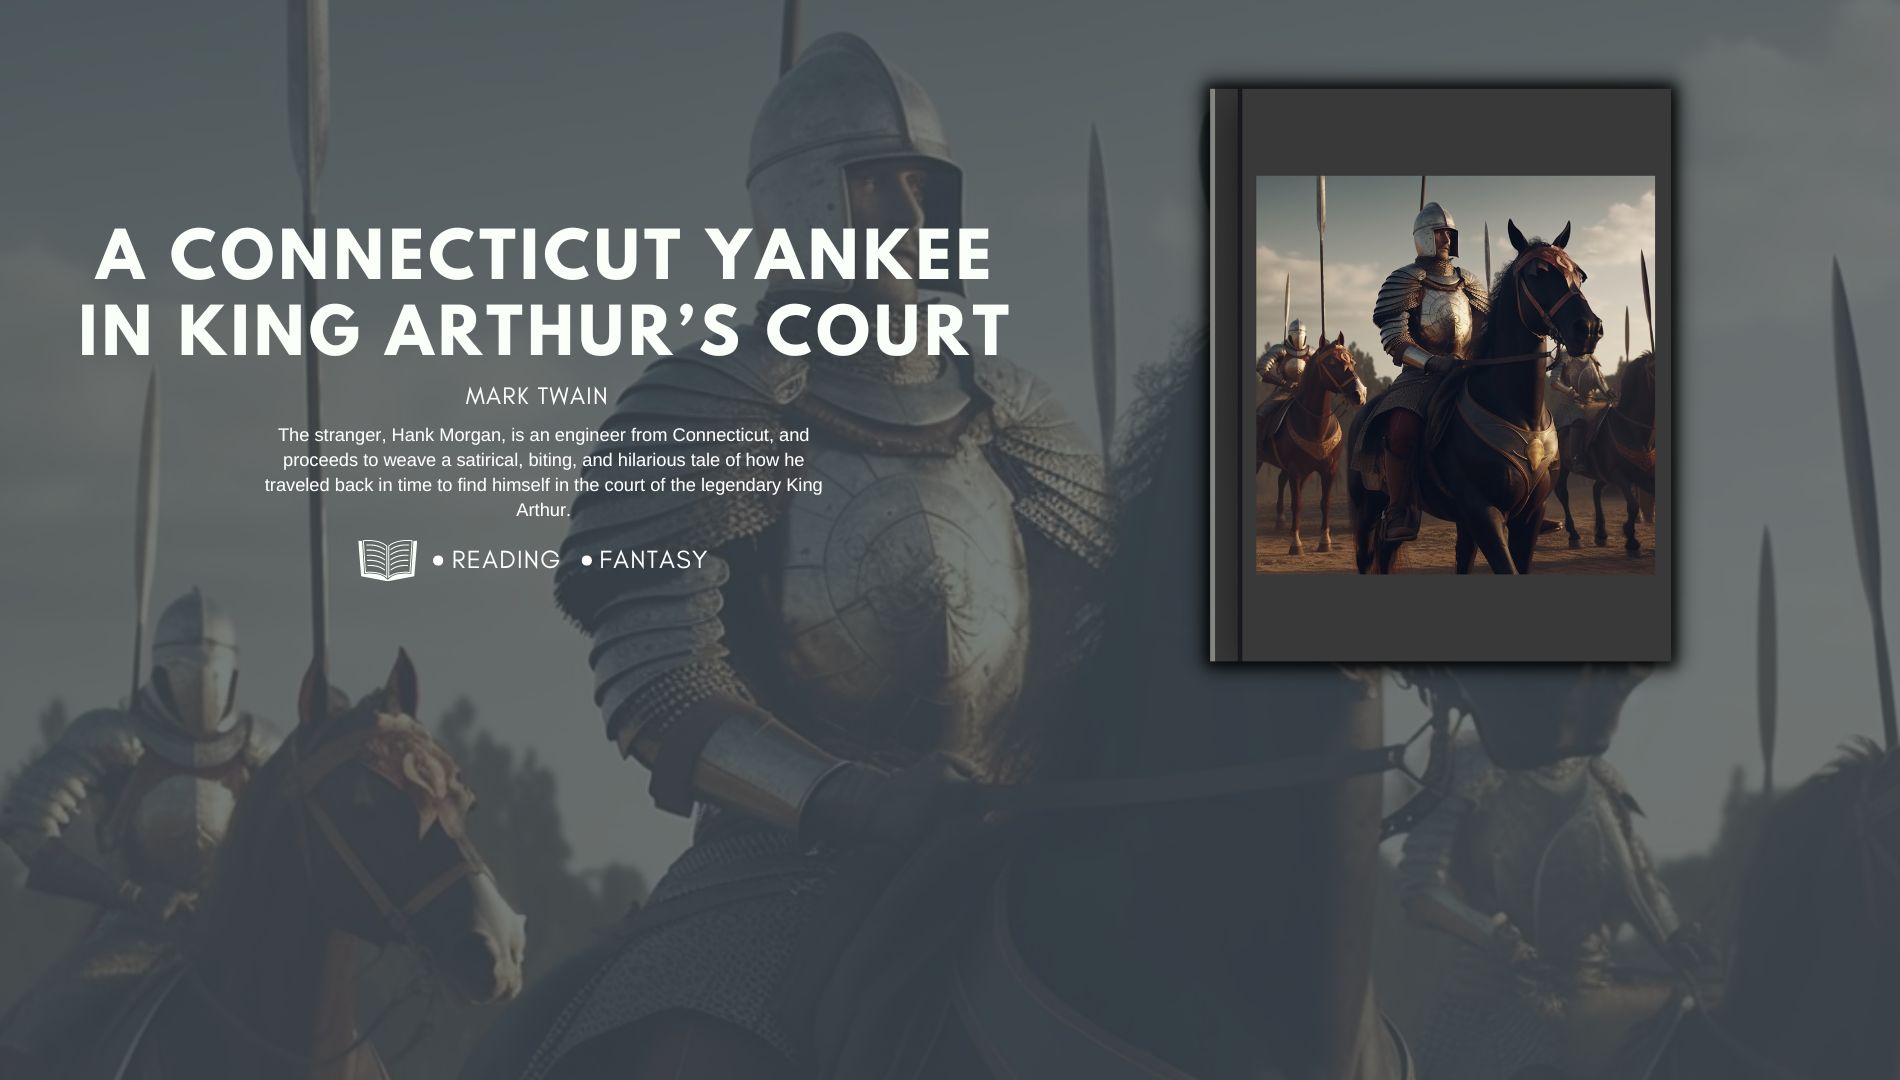 A CONNECTICUT YANKEE
IN KING ARTHUR’S COURT
MARK TWAIN
The stranger, Hank Morgan, is an engineer from Connecticut, and
proceeds to weave a satirical, biting, and hilarious tale of how he
traveled back in time to find himself in the court of the legendary King
Arthur.
• READING • FANTASY